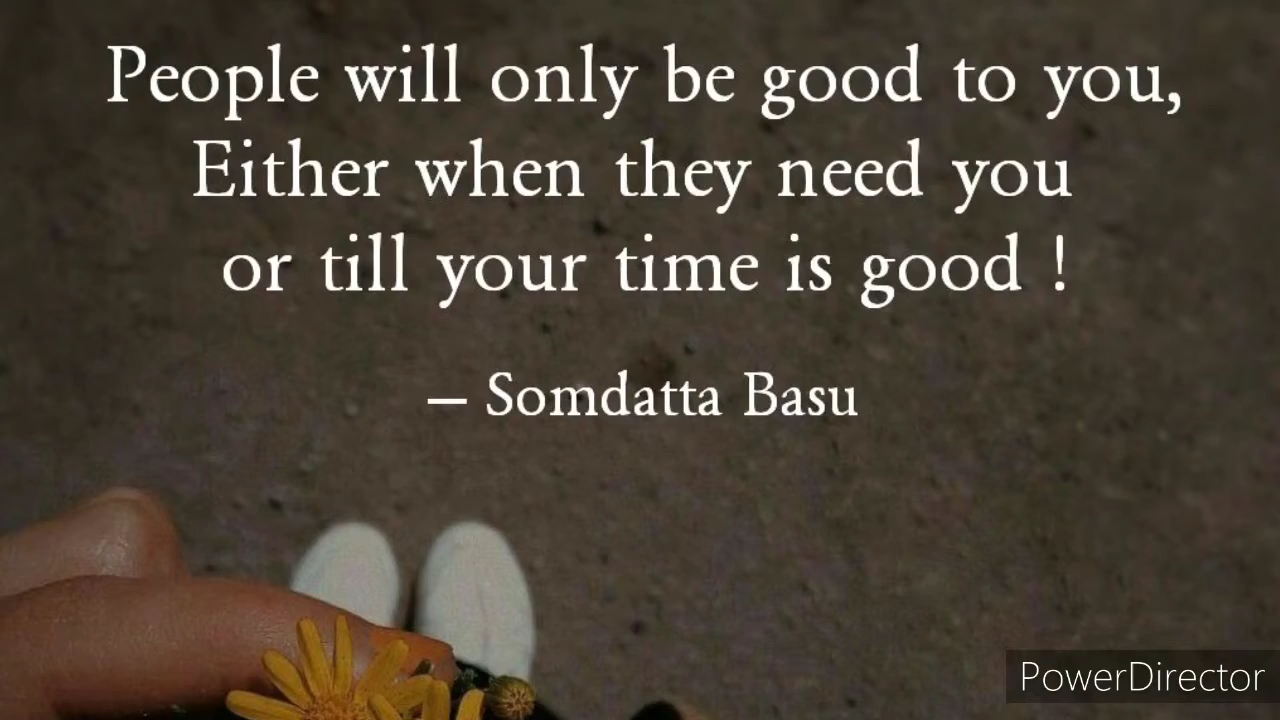 People will only be good to you,
Either when they need you
or till your time is good !
– Somdatta Basu
PowerDirector